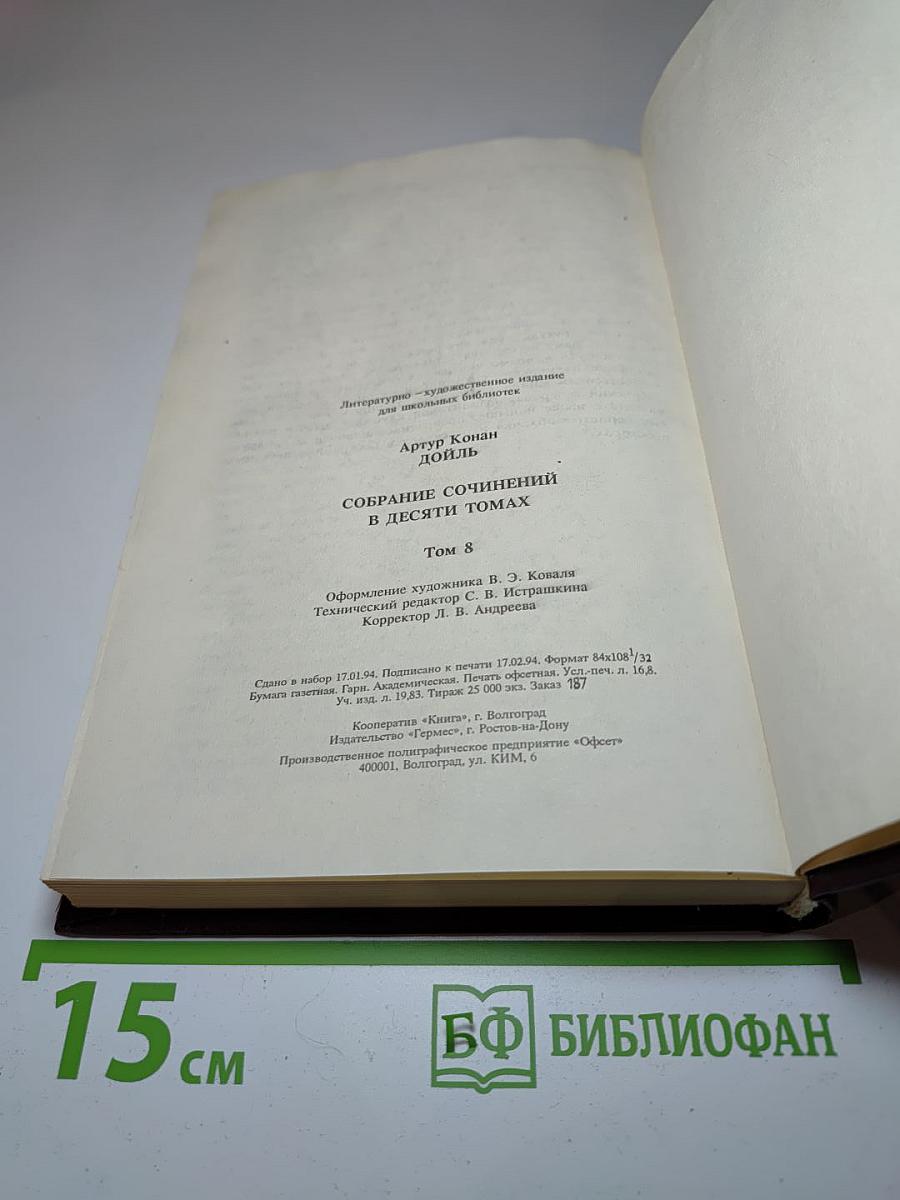 Литературно-художественное издание
для школьных библиотек
Артур Конан
ДОЙЛЬ
СОБРАНИЕ СОЧИНЕНИЙ
В ДЕСЯТИ ТОМАХ
Том 8
Оформление художника В. Э. Коваля
Технический редактор С. В. Истрашкина
Корректор Л. В. Андреева
Сдано в набор 17.01.94. Подписано к печати 17.02.94. Формат 84х108 1/32
Бумага газетная. Гарн. Академическая. Печать офсетная. Усл.-печ. л. 16,8.
Уч. изд. л. 19,83. Тираж 25 000 экз. Заказ 187
Кооператив «Книга», г. Волгоград
Издательство «Гермес», г. Ростов-на-Дону
Производственное полиграфическое предприятие «Офсет»
400001, Волгоград, ул. КИМ, 6
15 см
БФ БИБЛИОФАН